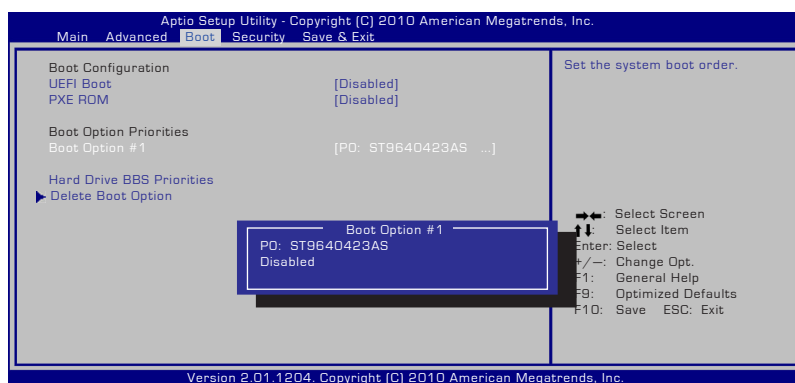 Aptio Setup Utility - Copyright (C) 2010 American Megatrends, Inc.
Main Advanced Boot Security Save & Exit
Boot Configuration
UEFI Boot [Disabled]
PXE ROM [Disabled]
Boot Option Priorities
Boot Option #1 [P0: ST9640423AS ...]
Hard Drive BBS Priorities
Delete Boot Option
Boot Option #1
P0: ST9640423AS
Disabled
Set the system boot order.
→←: Select Screen
↑↓: Select Item
Enter: Select
+/—: Change Opt.
F1: General Help
F9: Optimized Defaults
F10: Save ESC: Exit
Version 2.01.1204. Copyright (C) 2010 American Megatrends, Inc.